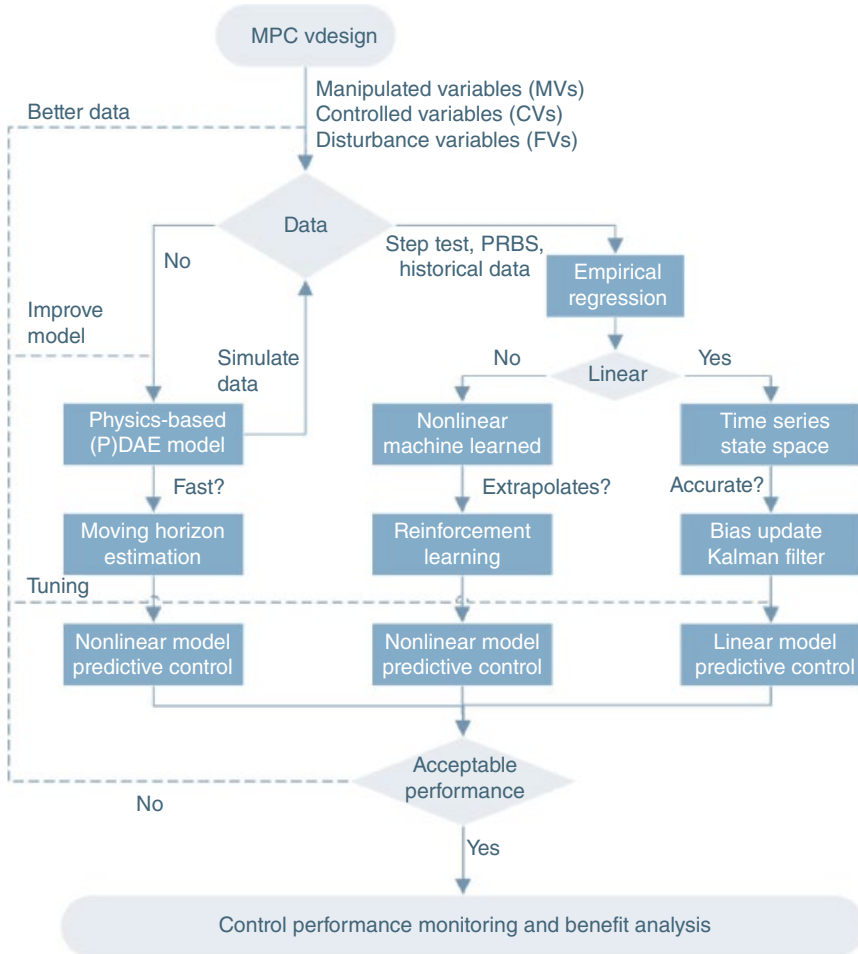 MPC vdesign
Manipulated variables (MVs)
Controlled variables (CVs)
Disturbance variables (FVs)
Better data
Data
No
Step test, PRBS,
historical data
Empirical
regression
Improve
model
Simulate
data
No
Linear
Yes
Physics-based
(P)DAE model
Nonlinear
machine learned
Time series
state space
Fast?
Extrapolates?
Accurate?
Moving horizon
estimation
Reinforcement
learning
Bias update
Kalman filter
Tuning
Nonlinear model
predictive control
Nonlinear model
predictive control
Linear model
predictive control
Acceptable
performance
No
Yes
Control performance monitoring and benefit analysis